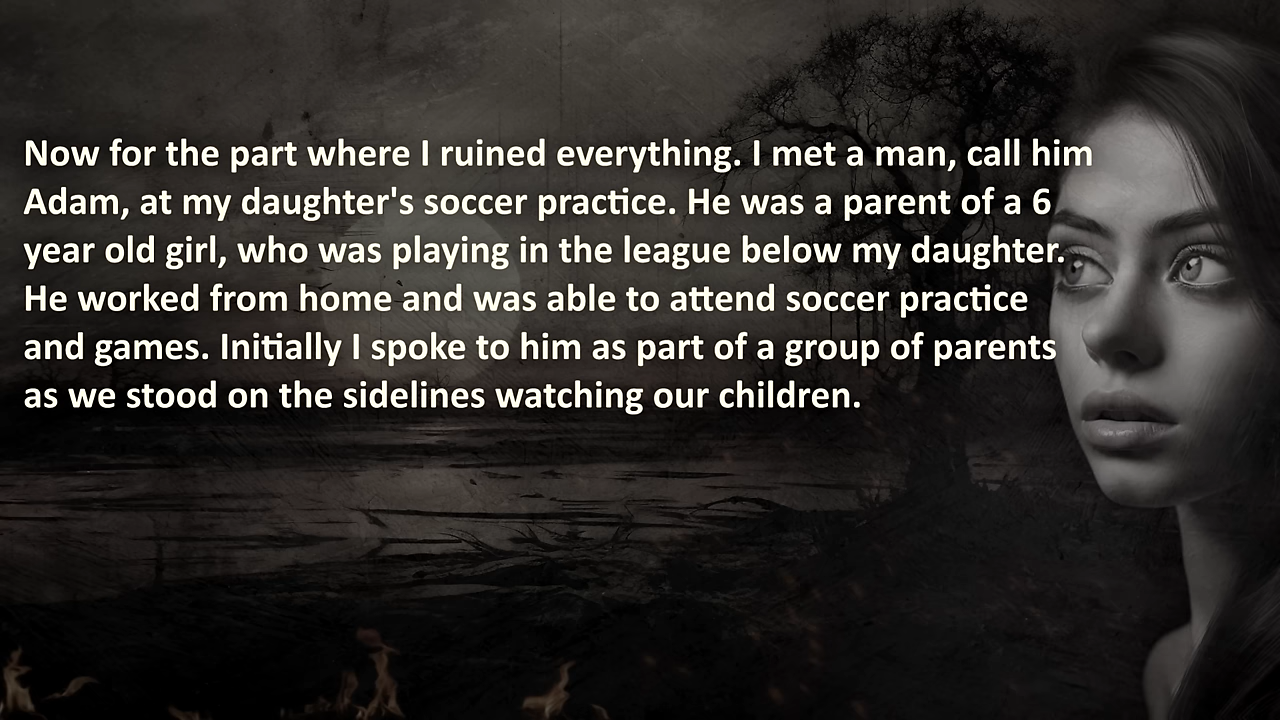 Now for the part where I ruined everything. I met a man, call him
Adam, at my daughter's soccer practice. He was a parent of a 6
year old girl, who was playing in the league below my daughter.
He worked from home and was able to attend soccer practice
and games. Initially I spoke to him as part of a group of parents
as we stood on the sidelines watching our children.